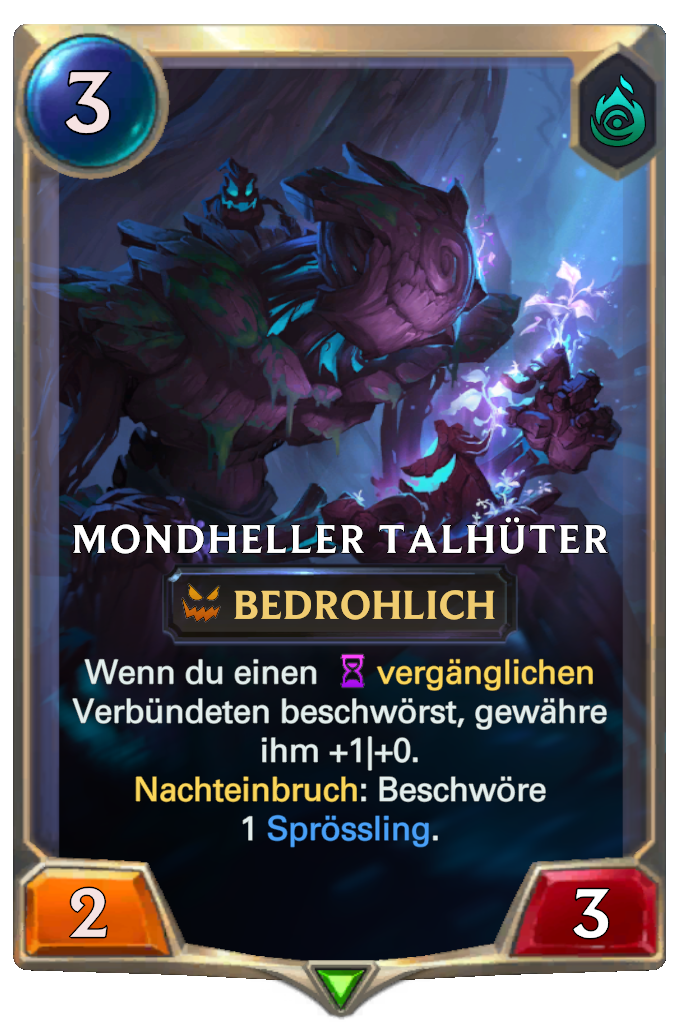 3
MONDHELLER TALHÜTER
BEDROHLICH
Wenn du einen vergänglichen
Verbündeten beschwörst, gewähre
ihm +1|+0.
Nachteinbruch: Beschwöre
1 Sprössling.
2
3